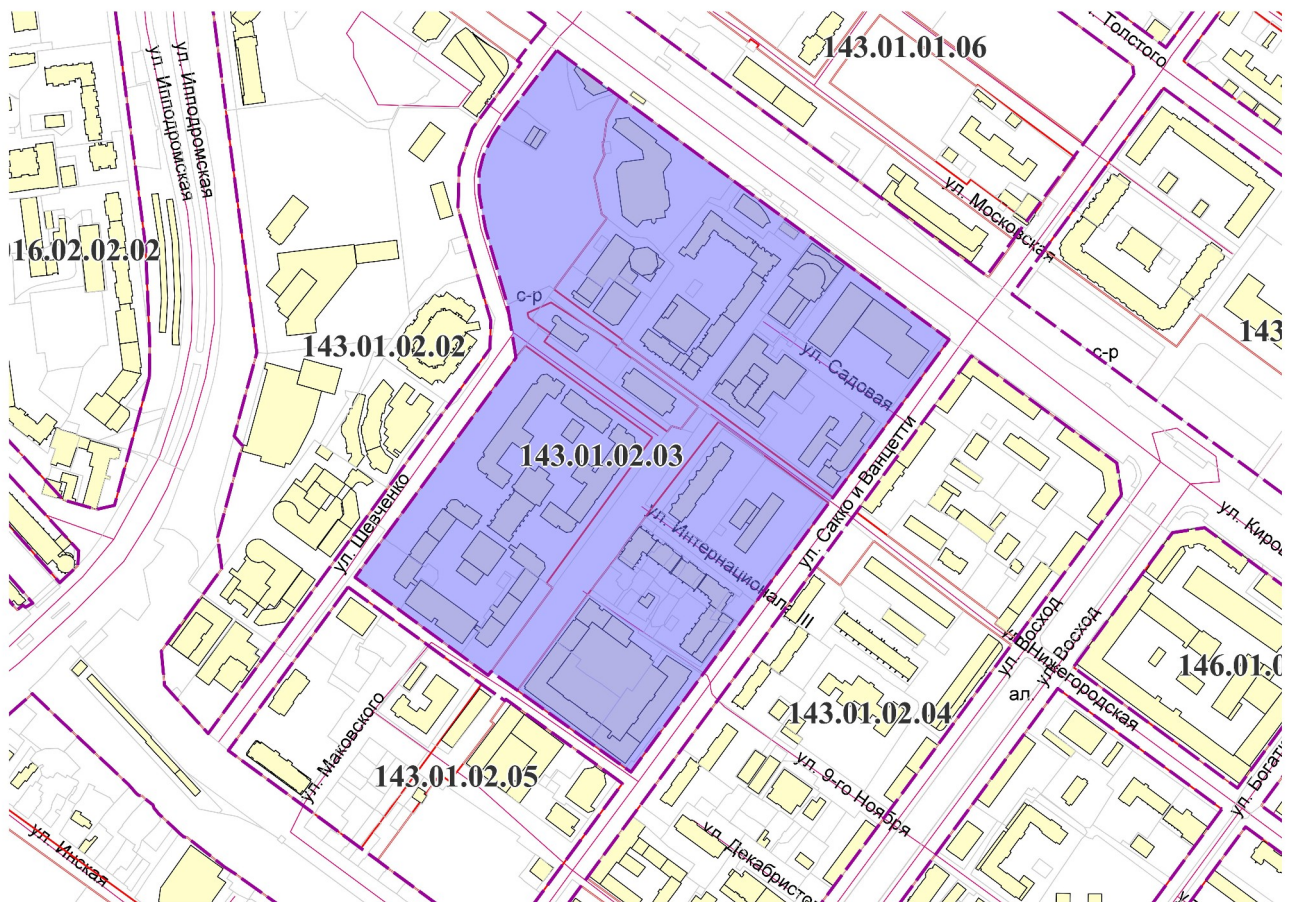 л. Толстого
143.01.01.06
ул. Ипподромская
ул. Ипподромская
ул. Московская
16.02.02.02
с-р
143.01.02.02
143
с-р
ул. Садовая
143.01.02.03
ул. Шевченко
ул. Сакко и Ванцетти
ул. Интернационала III
ул. Киров
ул. Восход
ул. Восход
ул. Нижегородская
146.01.0
ал.
143.01.02.04
ул. Маковского
143.01.02.05
ул. 9-го Ноября
ул. Богат
ул. Инская
ул. Декабристо
ул.